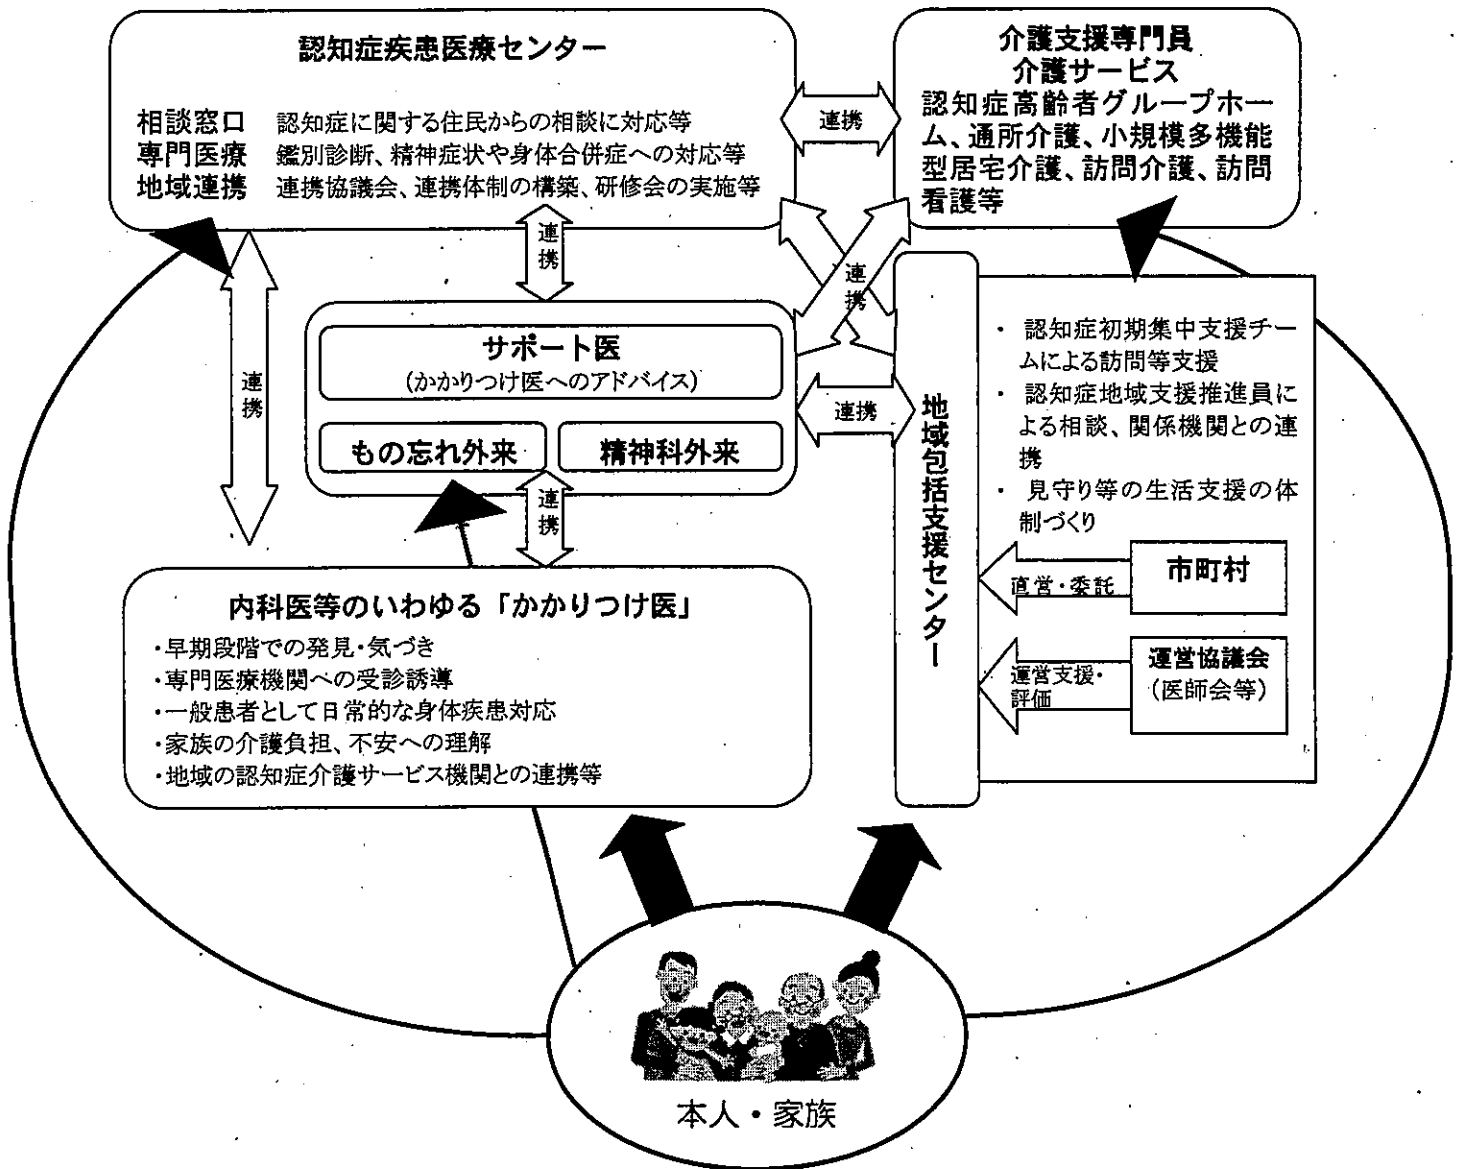 認知症疾患医療センター
相談窓口 認知症に関する住民からの相談に対応等
専門医療 鑑別診断、精神症状や身体合併症への対応等
地域連携 連携協議会、連携体制の構築、研修会の実施等
連携
介護支援専門員
介護サービス
認知症高齢者グループホー
ム、通所介護、小規模多機能
型居宅介護、訪問介護、訪問
看護等
連携
連携
連携
サポート医
(かかりつけ医へのアドバイス)
もの忘れ外来
精神科外来
連携
連携
地域包括支援センター
・ 認知症初期集中支援チー
ムによる訪問等支援
・ 認知症地域支援推進員に
よる相談、関係機関との連
携
・ 見守り等の生活支援の体
制づくり
直営・委託
市町村
運営支援・
評価
運営協議会
(医師会等)
内科医等のいわゆる「かかりつけ医」
・早期段階での発見・気づき
・専門医療機関への受診誘導
・一般患者として日常的な身体疾患対応
・家族の介護負担、不安への理解
・地域の認知症介護サービス機関との連携等
本人・家族